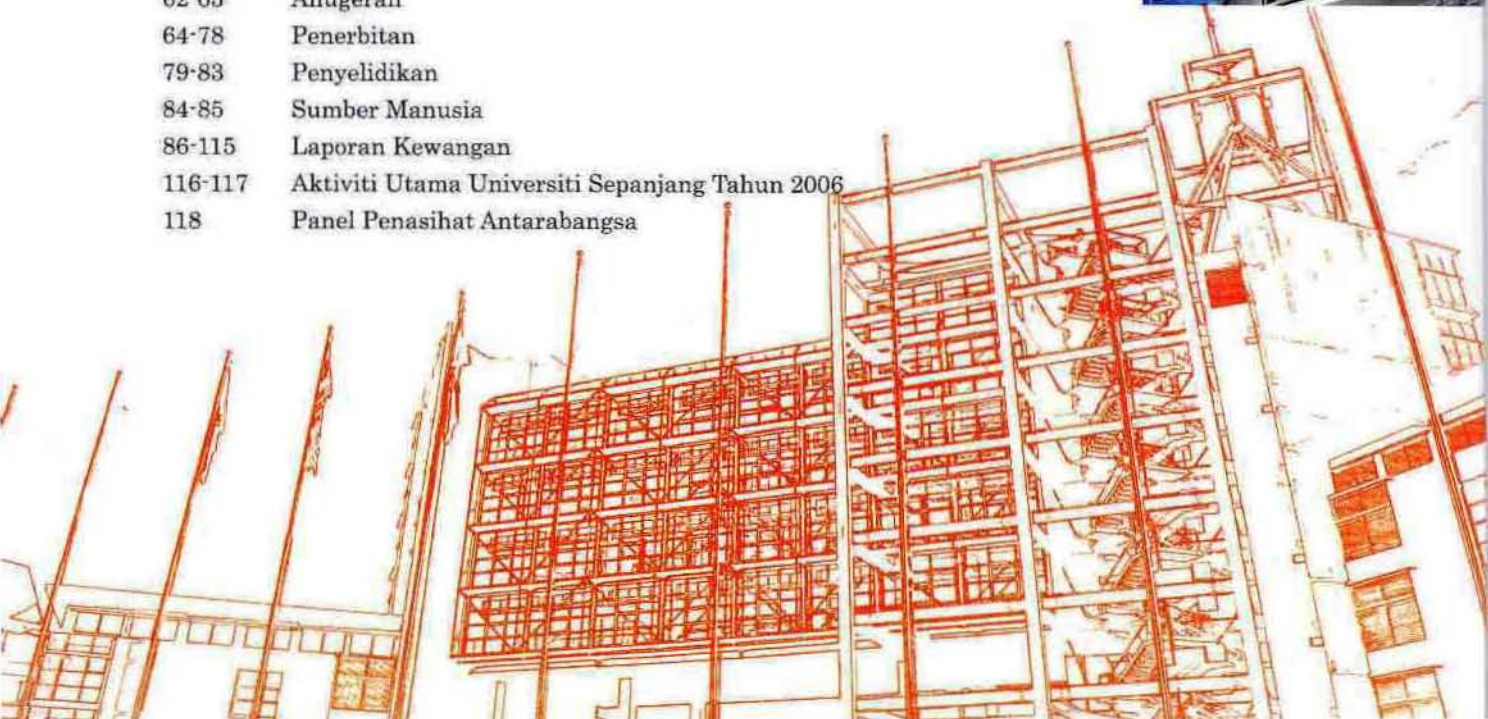 64-78 Penerbitan
79-83 Penyelidikan
84-85 Sumber Manusia
86-115 Laporan Kewangan
116-117 Aktiviti Utama Universiti Sepanjang Tahun 2006
118 Panel Penasihat Antarabangsa